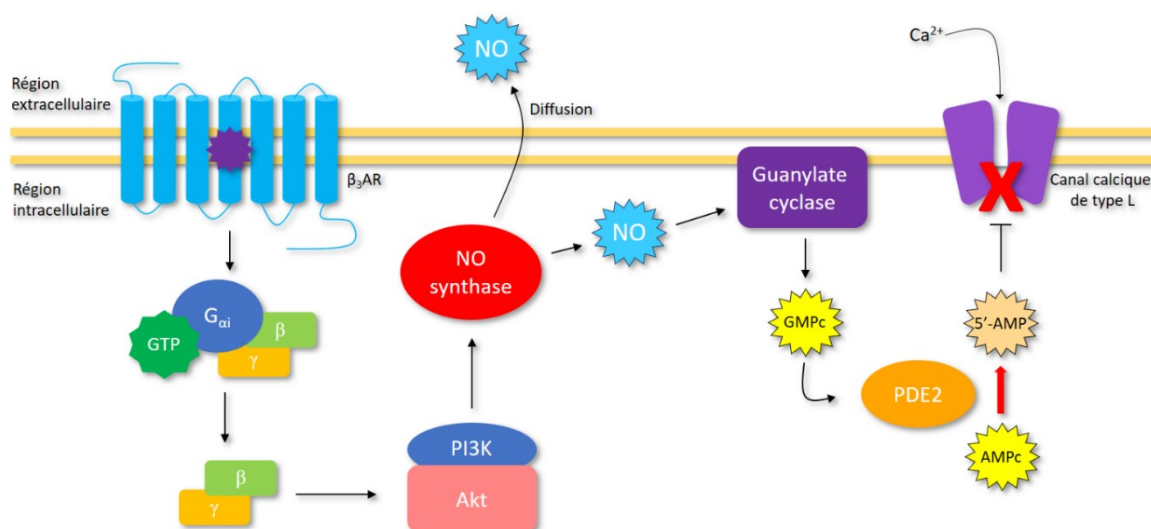 NO
Ca²⁺
Région
extracellulaire
Diffusion
β₃AR
Région
intracellulaire
Guanylate
cyclase
Canal calcique
de type L
NO
NO
synthase
Gαi
GTP
β
γ
GMPc
5'-AMP
PDE2
PI3K
AMPc
β
γ
Akt